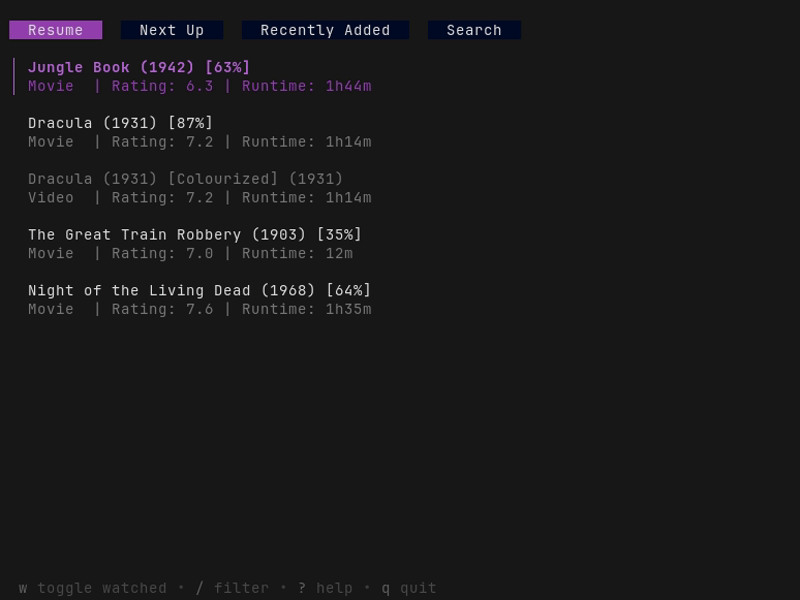 Resume Next Up Recently Added Search
Jungle Book (1942) [63%]
Movie | Rating: 6.3 | Runtime: 1h44m
Dracula (1931) [87%]
Movie | Rating: 7.2 | Runtime: 1h14m
Dracula (1931) [Colourized] (1931)
Video | Rating: 7.2 | Runtime: 1h14m
The Great Train Robbery (1903) [35%]
Movie | Rating: 7.0 | Runtime: 12m
Night of the Living Dead (1968) [64%]
Movie | Rating: 7.6 | Runtime: 1h35m
w toggle watched • / filter • ? help • q quit